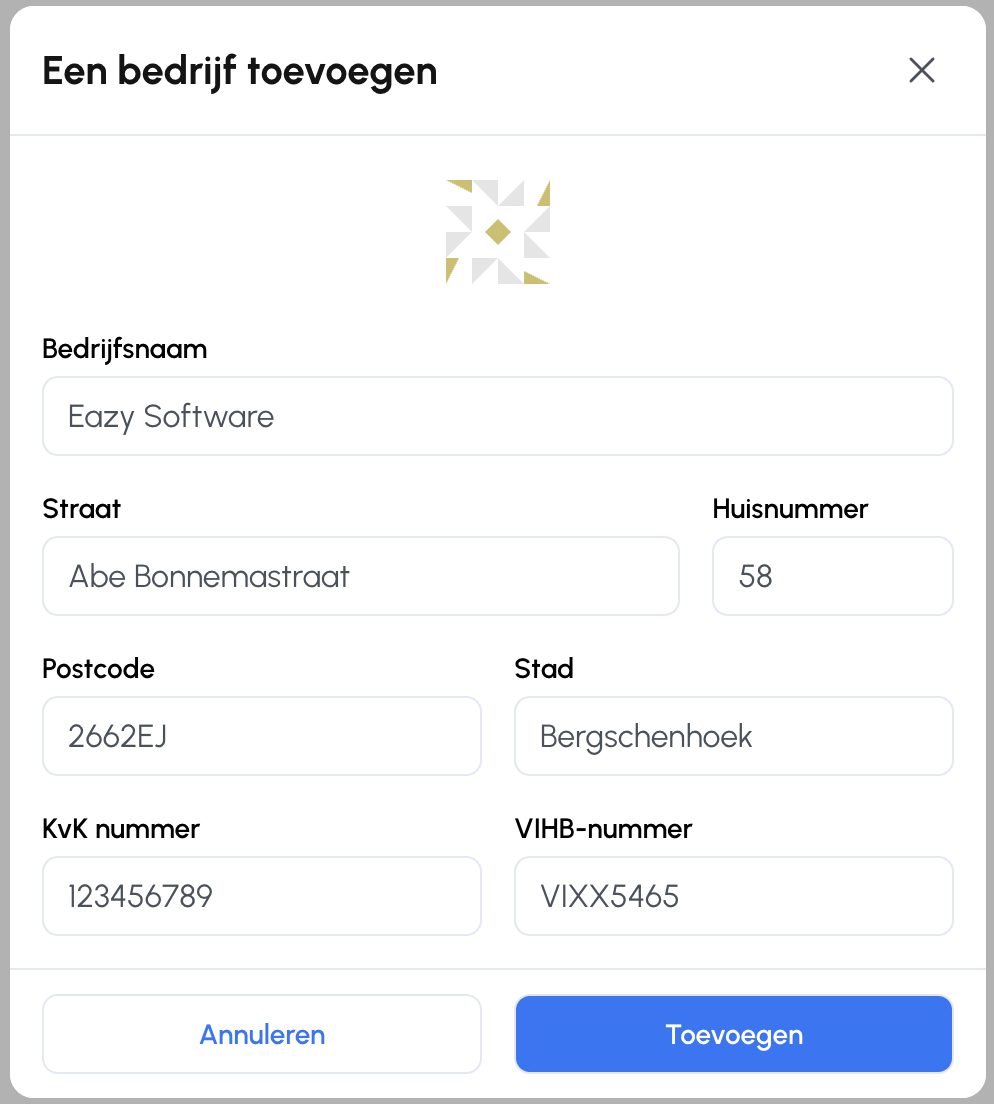 Een bedrijf toevoegen
Bedrijfsnaam
Eazy Software
Straat
Huisnummer
Abe Bonnemastraat
58
Postcode
Stad
2662EJ
Bergschenhoek
KvK nummer
VIHB-nummer
123456789
VIXX5465
Annuleren
Toevoegen